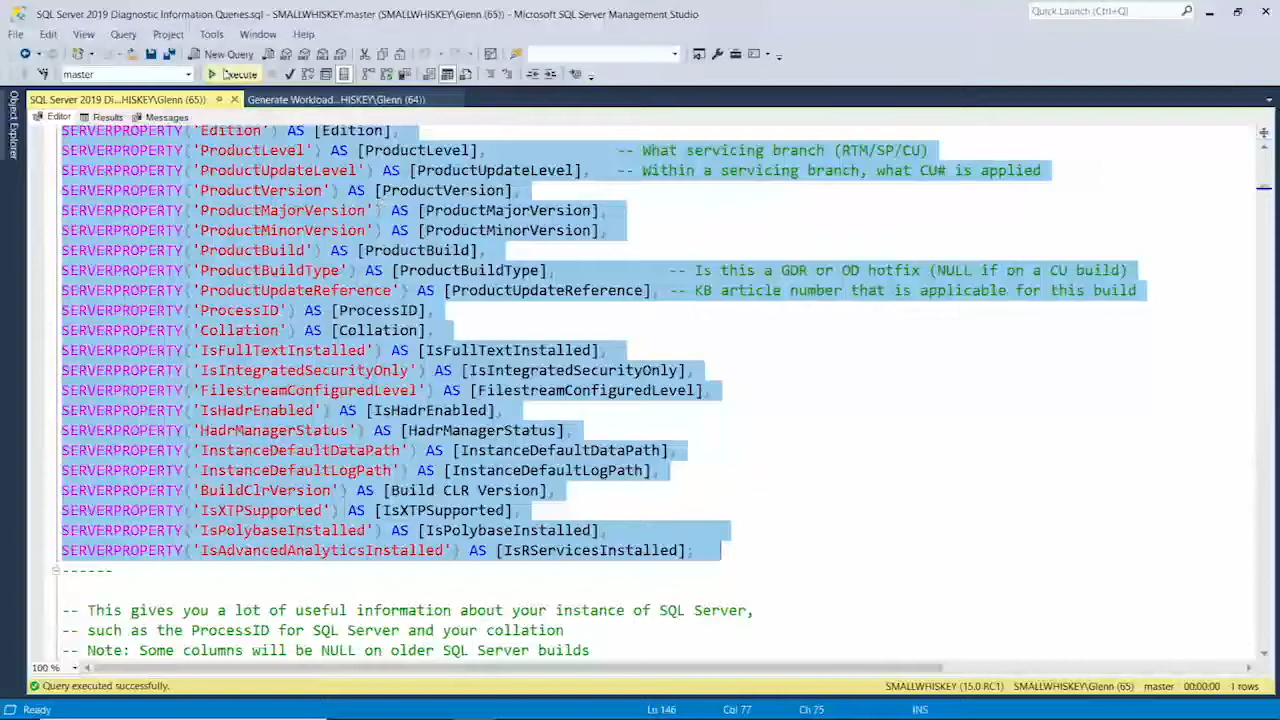 SQL Server 2019 Diagnostic Information Queries.sql - SMALLWHISKEY.master (SMALLWHISKEY\Glenn (65)) - Microsoft SQL Server Management Studio
Quick Launch (Ctrl+Q)
File Edit View Query Project Tools Window Help
New Query
master Execute
SQL Server 2019 Di...HISKEY\Glenn (65)) Generate Workload...HISKEY\Glenn (64))
Object Explorer
Editor Results Messages
SERVERPROPERTY('Edition') AS [Edition],
SERVERPROPERTY('ProductLevel') AS [ProductLevel], -- What servicing branch (RTM/SP/CU)
SERVERPROPERTY('ProductUpdateLevel') AS [ProductUpdateLevel], -- Within a servicing branch, what CU# is applied
SERVERPROPERTY('ProductVersion') AS [ProductVersion],
SERVERPROPERTY('ProductMajorVersion') AS [ProductMajorVersion],
SERVERPROPERTY('ProductMinorVersion') AS [ProductMinorVersion],
SERVERPROPERTY('ProductBuild') AS [ProductBuild],
SERVERPROPERTY('ProductBuildType') AS [ProductBuildType], -- Is this a GDR or OD hotfix (NULL if on a CU build)
SERVERPROPERTY('ProductUpdateReference') AS [ProductUpdateReference], -- KB article number that is applicable for this build
SERVERPROPERTY('ProcessID') AS [ProcessID],
SERVERPROPERTY('Collation') AS [Collation],
SERVERPROPERTY('IsFullTextInstalled') AS [IsFullTextInstalled],
SERVERPROPERTY('IsIntegratedSecurityOnly') AS [IsIntegratedSecurityOnly],
SERVERPROPERTY('FilestreamConfiguredLevel') AS [FilestreamConfiguredLevel],
SERVERPROPERTY('IsHadrEnabled') AS [IsHadrEnabled],
SERVERPROPERTY('HadrManagerStatus') AS [HadrManagerStatus],
SERVERPROPERTY('InstanceDefaultDataPath') AS [InstanceDefaultDataPath],
SERVERPROPERTY('InstanceDefaultLogPath') AS [InstanceDefaultLogPath],
SERVERPROPERTY('BuildClrVersion') AS [Build CLR Version],
SERVERPROPERTY('IsXTPSupported') AS [IsXTPSupported],
SERVERPROPERTY('IsPolybaseInstalled') AS [IsPolybaseInstalled],
SERVERPROPERTY('IsAdvancedAnalyticsInstalled') AS [IsRServicesInstalled];
------
-- This gives you a lot of useful information about your instance of SQL Server,
-- such as the ProcessID for SQL Server and your collation
-- Note: Some columns will be NULL on older SQL Server builds
100 %
Query executed successfully. SMALLWHISKEY (15.0 RC1) SMALLWHISKEY\Glenn (65) master 00:00:00 1 rows
Ready Ln 146 Col 77 Ch 75 INS